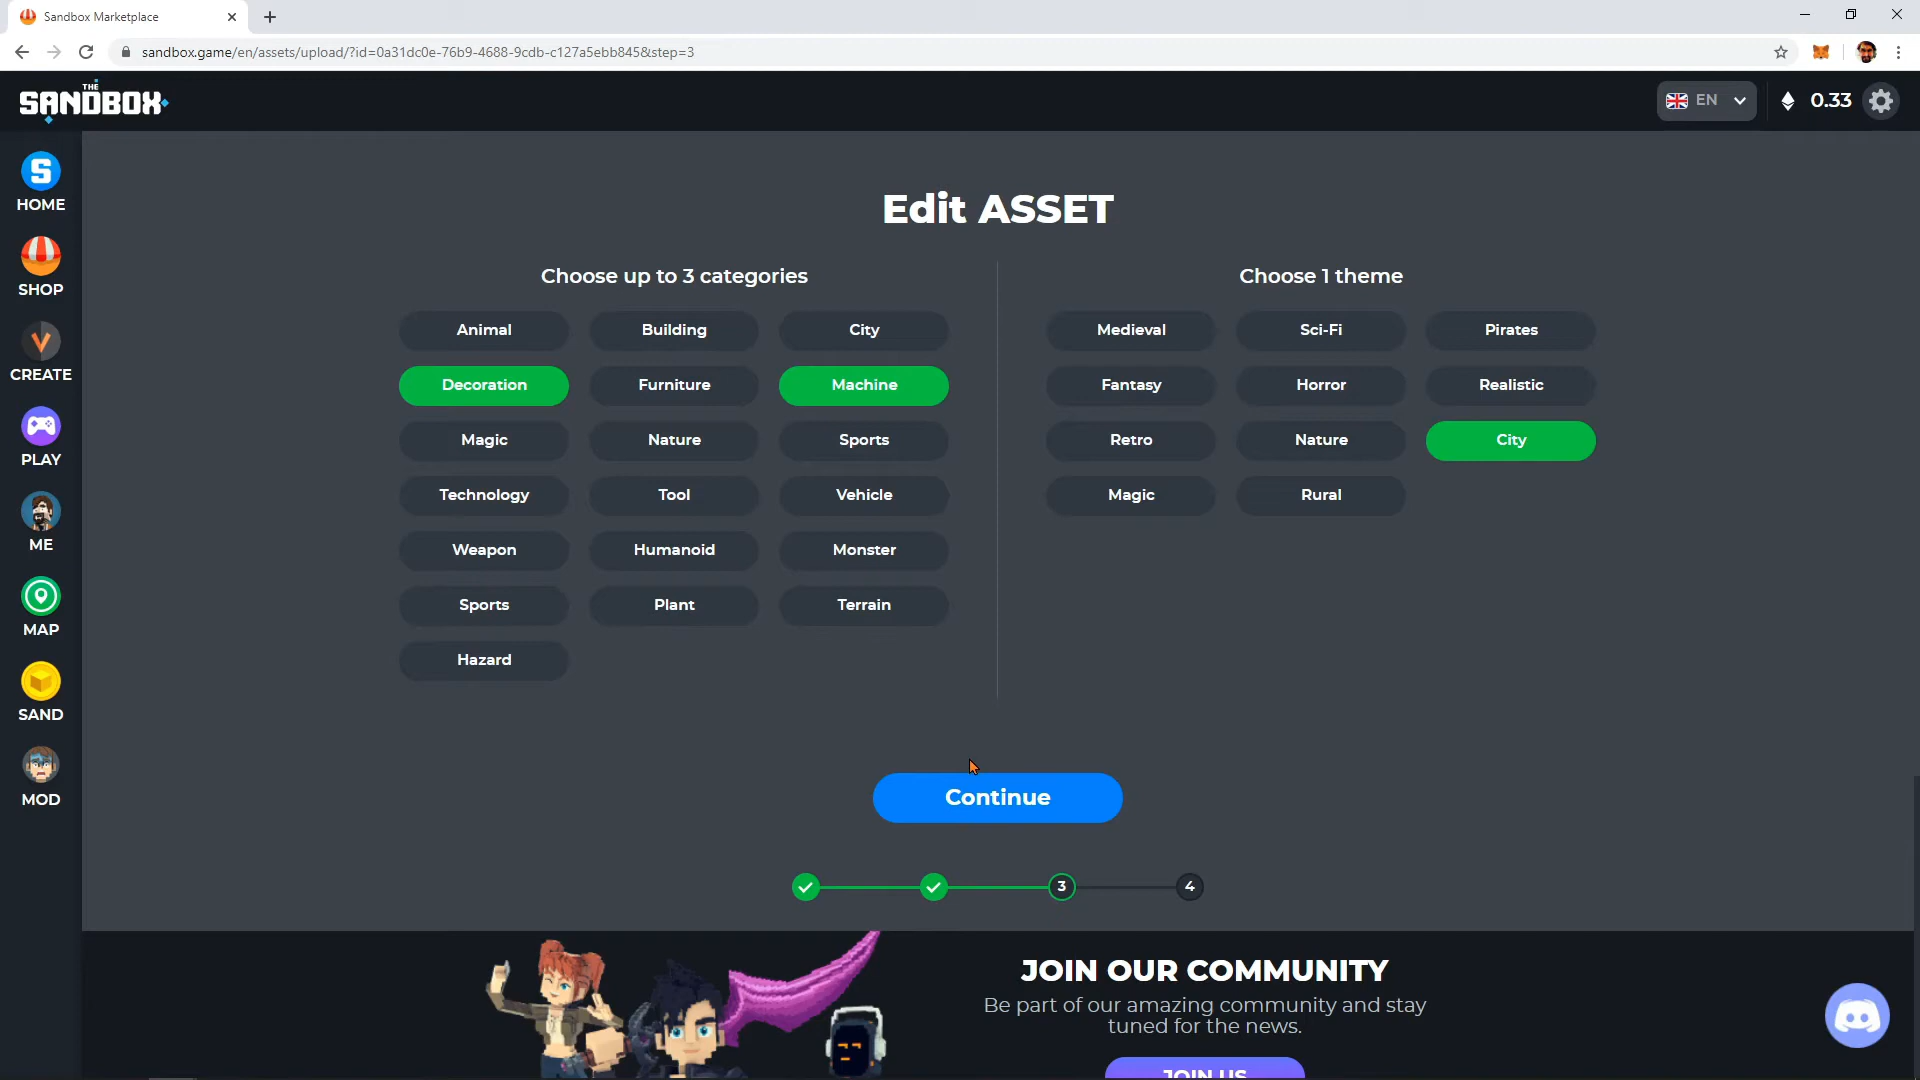 Sandbox Marketplace
sandbox.game/en/assets/upload/?id=0a31dc0e-76b9-4688-9cdb-c127a5ebb845&step=3
THE
SANDBOX
EN
0.33
HOME
SHOP
CREATE
PLAY
ME
MAP
SAND
MOD
Edit ASSET
Choose up to 3 categories
Animal Building City
Decoration Furniture Machine
Magic Nature Sports
Technology Tool Vehicle
Weapon Humanoid Monster
Sports Plant Terrain
Hazard
Choose 1 theme
Medieval Sci-Fi Pirates
Fantasy Horror Realistic
Retro Nature City
Magic Rural
Continue
3 4
JOIN OUR COMMUNITY
Be part of our amazing community and stay
tuned for the news.
JOIN US